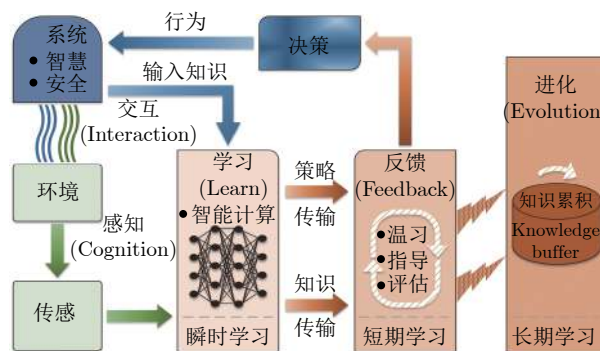 系统
• 智慧
• 安全
行为
决策
输入知识
交互
(Interaction)
环境
感知
(Cognition)
传感
学习
(Learn)
• 智能计算
瞬时学习
策略
传输
知识
传输
反馈
(Feedback)
• 温习
• 指导
• 评估
短期学习
进化
(Evolution)
知识累积
Knowledge
buffer
长期学习